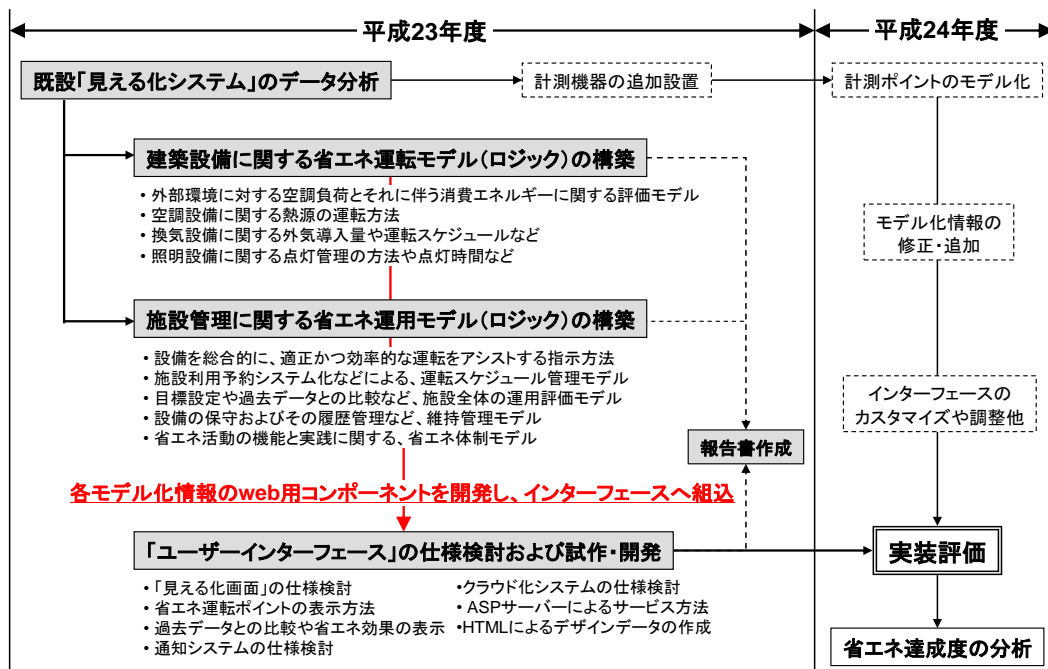 平成23年度
平成24年度
既設「見える化システム」のデータ分析
計測機器の追加設置
計測ポイントのモデル化
建築設備に関する省エネ運転モデル(ロジック)の構築
・外部環境に対する空調負荷とそれに伴う消費エネルギーに関する評価モデル
・空調設備に関する熱源の運転方法
・換気設備に関する外気導入量や運転スケジュールなど
・照明設備に関する点灯管理の方法や点灯時間など
モデル化情報の
修正・追加
施設管理に関する省エネ運用モデル(ロジック)の構築
・設備を総合的に、適正かつ効率的な運転をアシストする指示方法
・施設利用予約システム化などによる、運転スケジュール管理モデル
・目標設定や過去データとの比較など、施設全体の運用評価モデル
・設備の保守およびその履歴管理など、維持管理モデル
・省エネ活動の機能と実践に関する、省エネ体制モデル
インターフェースの
カスタマイズや調整他
報告書作成
各モデル化情報のweb用コンポーネントを開発し、インターフェースへ組込
「ユーザーインターフェース」の仕様検討および試作・開発
実装評価
・「見える化画面」の仕様検討
・省エネ運転ポイントの表示方法
・過去データとの比較や省エネ効果の表示
・通知システムの仕様検討
・クラウド化システムの仕様検討
・ASPサーバーによるサービス方法
・HTMLによるデザインデータの作成
省エネ達成度の分析